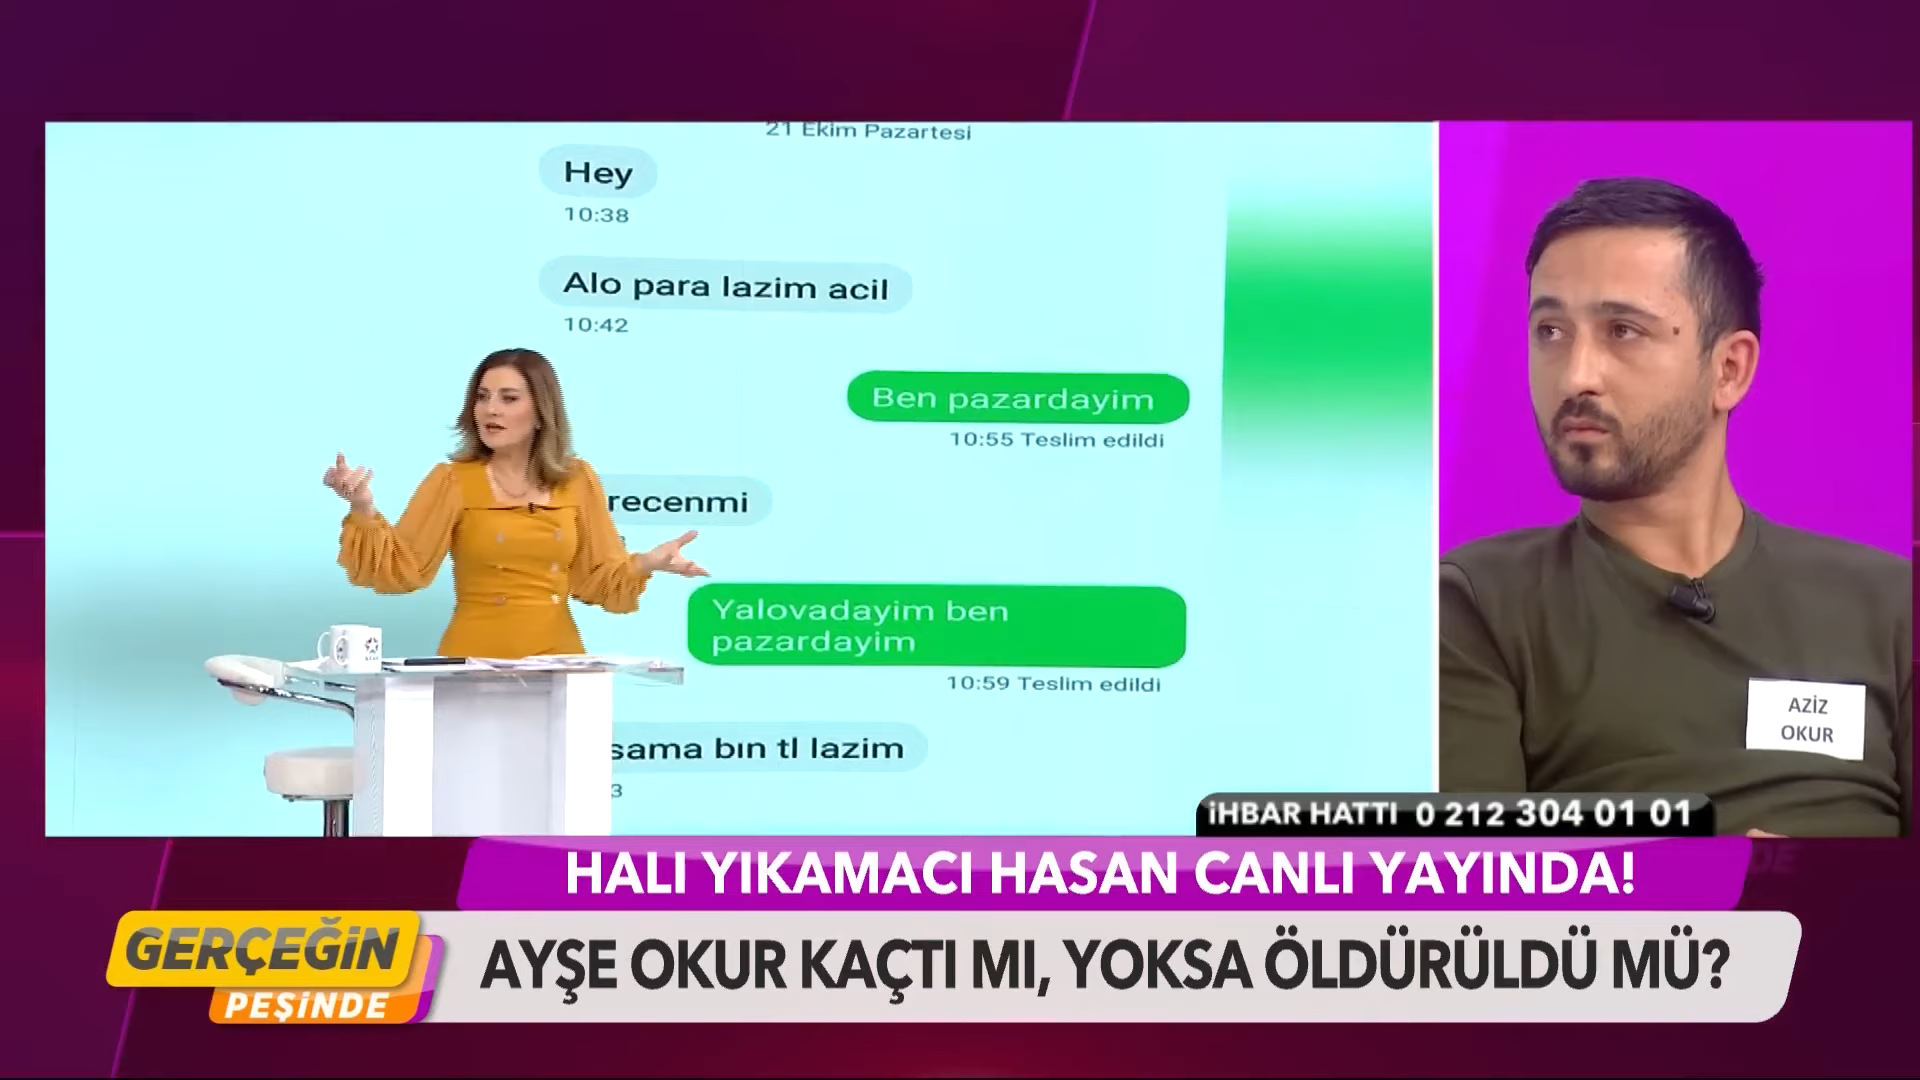 21 Ekim Pazartesi
Hey
10:38
Alo para lazim acil
10:42
Ben pazardayim
10:55 Teslim edildi
recenmi
Yalovadayim ben
pazardayim
10:59 Teslim edildi
sama bın tl lazim
3
AZİZ
OKUR
İHBAR HATTI 0 212 304 01 01
HALI YIKAMACI HASAN CANLI YAYINDA!
GERÇEĞİN
PEŞİNDE
AYŞE OKUR KAÇTI MI, YOKSA ÖLDÜRÜLDÜ MÜ?